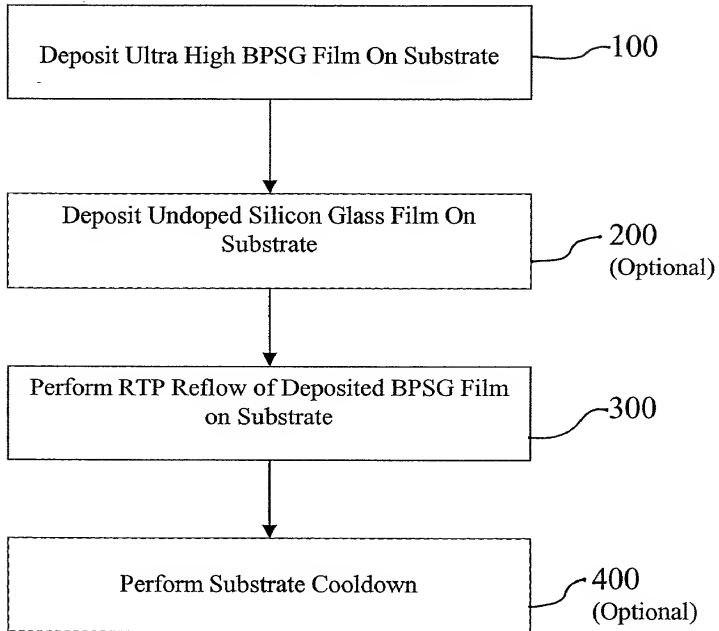 Deposit Ultra High BPSG Film On Substrate
100
Deposit Undoped Silicon Glass Film On
Substrate
200
(Optional)
Perform RTP Reflow of Deposited BPSG Film
on Substrate
300
Perform Substrate Cooldown
400
(Optional)